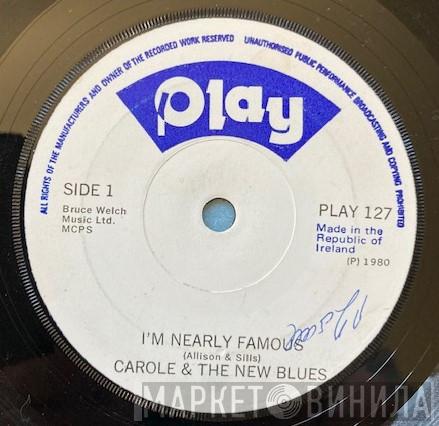 ALL RIGHTS OF THE MANUFACTURERS AND OWNER OF THE RECORDED WORK RESERVED
UNAUTHORISED PUBLIC PERFORMANCE BROADCASTING AND COPYING PROHIBITED
Play
SIDE 1
Bruce Welch
Music Ltd.
MCPS
PLAY 127
Made in the
Republic of
Ireland
(P) 1980
I'M NEARLY FAMOUS
(Allison & Sills)
CAROLE & THE NEW BLUES
МАРКЕТ ВИНИЛА